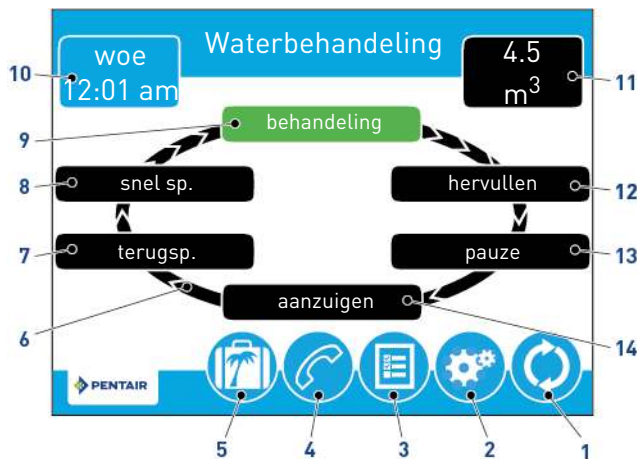 woe
12:01 am
Waterbehandeling
4.5
m³
10
11
9
behandeling
8
snel sp.
hervullen
12
7
terugsp.
pauze
13
6
aanzuigen
14
PENTAIR
5
4
3
2
1